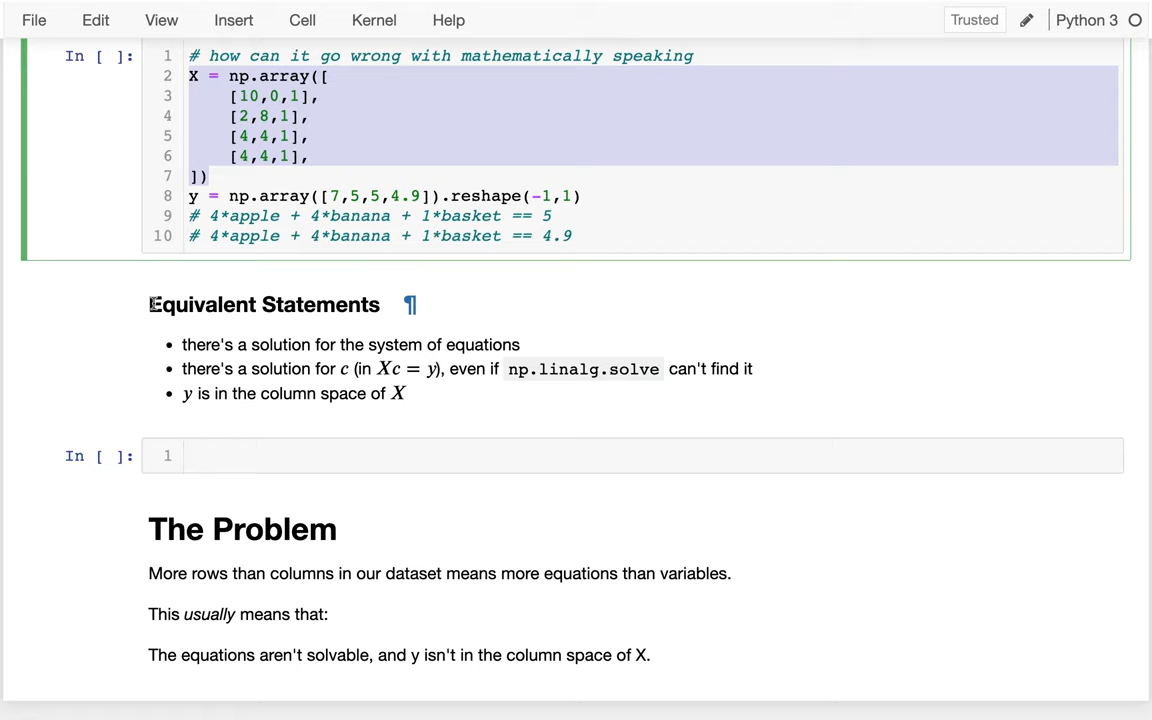 File Edit View Insert Cell Kernel Help Trusted Python 3
In [ ]: 1 # how can it go wrong with mathematically speaking
2 X = np.array([
3 [10,0,1],
4 [2,8,1],
5 [4,4,1],
6 [4,4,1],
7 ])
8 y = np.array([7,5,5,4.9]).reshape(-1,1)
9 # 4*apple + 4*banana + 1*basket == 5
10 # 4*apple + 4*banana + 1*basket == 4.9
Equivalent Statements ¶
• there's a solution for the system of equations
• there's a solution for c (in Xc = y), even if np.linalg.solve can't find it
• y is in the column space of X
In [ ]: 1
The Problem
More rows than columns in our dataset means more equations than variables.
This usually means that:
The equations aren't solvable, and y isn't in the column space of X.